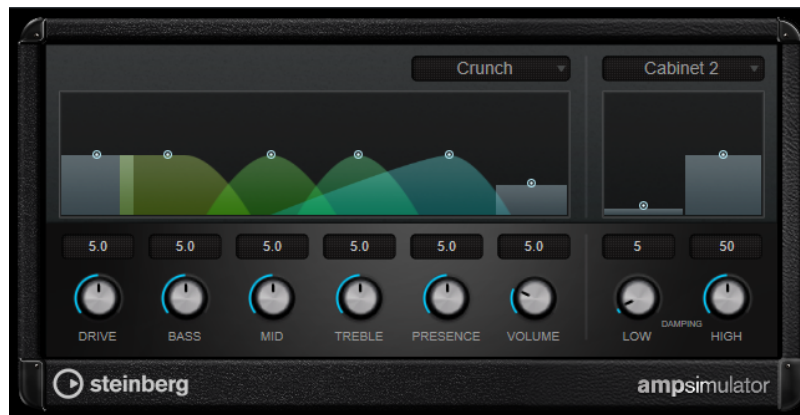 Crunch Cabinet 2
5.0 5.0 5.0 5.0 5.0 5.0 5 50
DRIVE BASS MID TREBLE PRESENCE VOLUME LOW DAMPING HIGH
steinberg ampsimulator